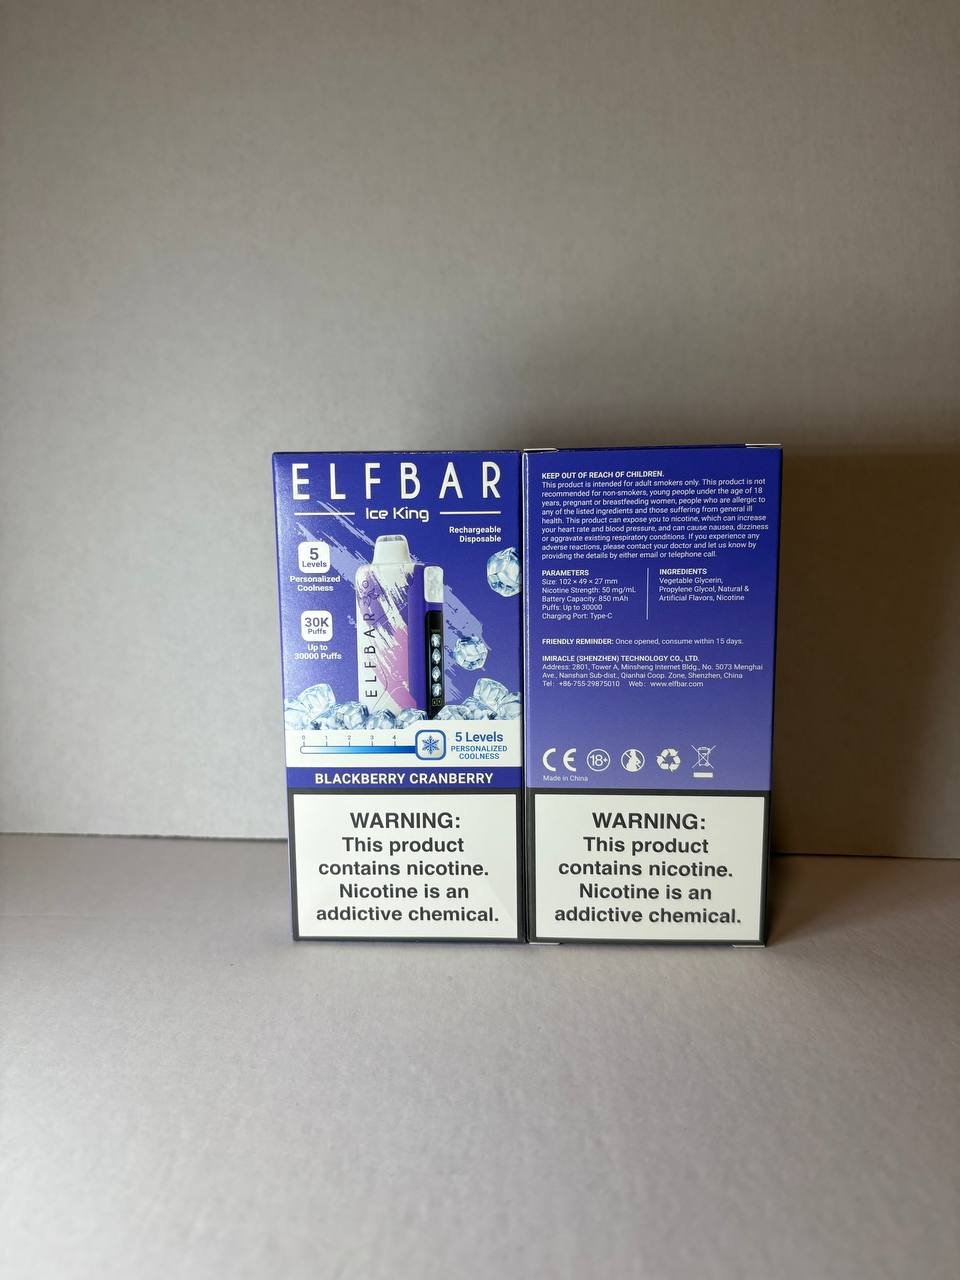 ELFBAR
Ice King
Rechargeable
Disposable
5
Levels
Personalized
Coolness
30K
Puffs
Up to
30000 Puffs
ELFBAR
0 1 2 3 4
5 Levels
PERSONALIZED
COOLNESS
BLACKBERRY CRANBERRY
WARNING:
This product
contains nicotine.
Nicotine is an
addictive chemical.
KEEP OUT OF REACH OF CHILDREN.
This product is intended for adult smokers only. This product is not
recommended for non-smokers, young people under the age of 18
years, pregnant or breastfeeding women, people who are allergic to
any of the listed ingredients and those suffering from general ill
health. This product can expose you to nicotine, which can increase
your heart rate and blood pressure, and can cause nausea, dizziness
or aggravate existing respiratory conditions. If you experience any
adverse reactions, please contact your doctor and let us know by
providing the details by either email or telephone call.
PARAMETERS
Size: 102 × 49 × 27 mm
Nicotine Strength: 50 mg/mL
Battery Capacity: 850 mAh
Puffs: Up to 30000
Charging Port: Type-C
INGREDIENTS
Vegetable Glycerin,
Propylene Glycol, Natural &
Artificial Flavors, Nicotine
FRIENDLY REMINDER: Once opened, consume within 15 days.
IMIRACLE (SHENZHEN) TECHNOLOGY CO., LTD.
Address: 2801, Tower A, Minsheng Internet Bldg., No. 5073 Menghai
Ave., Nanshan Sub-dist., Qianhai Coop. Zone, Shenzhen, China
Tel: +86-755-29875010 Web: www.elfbar.com
CE 18+
Made in China
WARNING:
This product
contains nicotine.
Nicotine is an
addictive chemical.